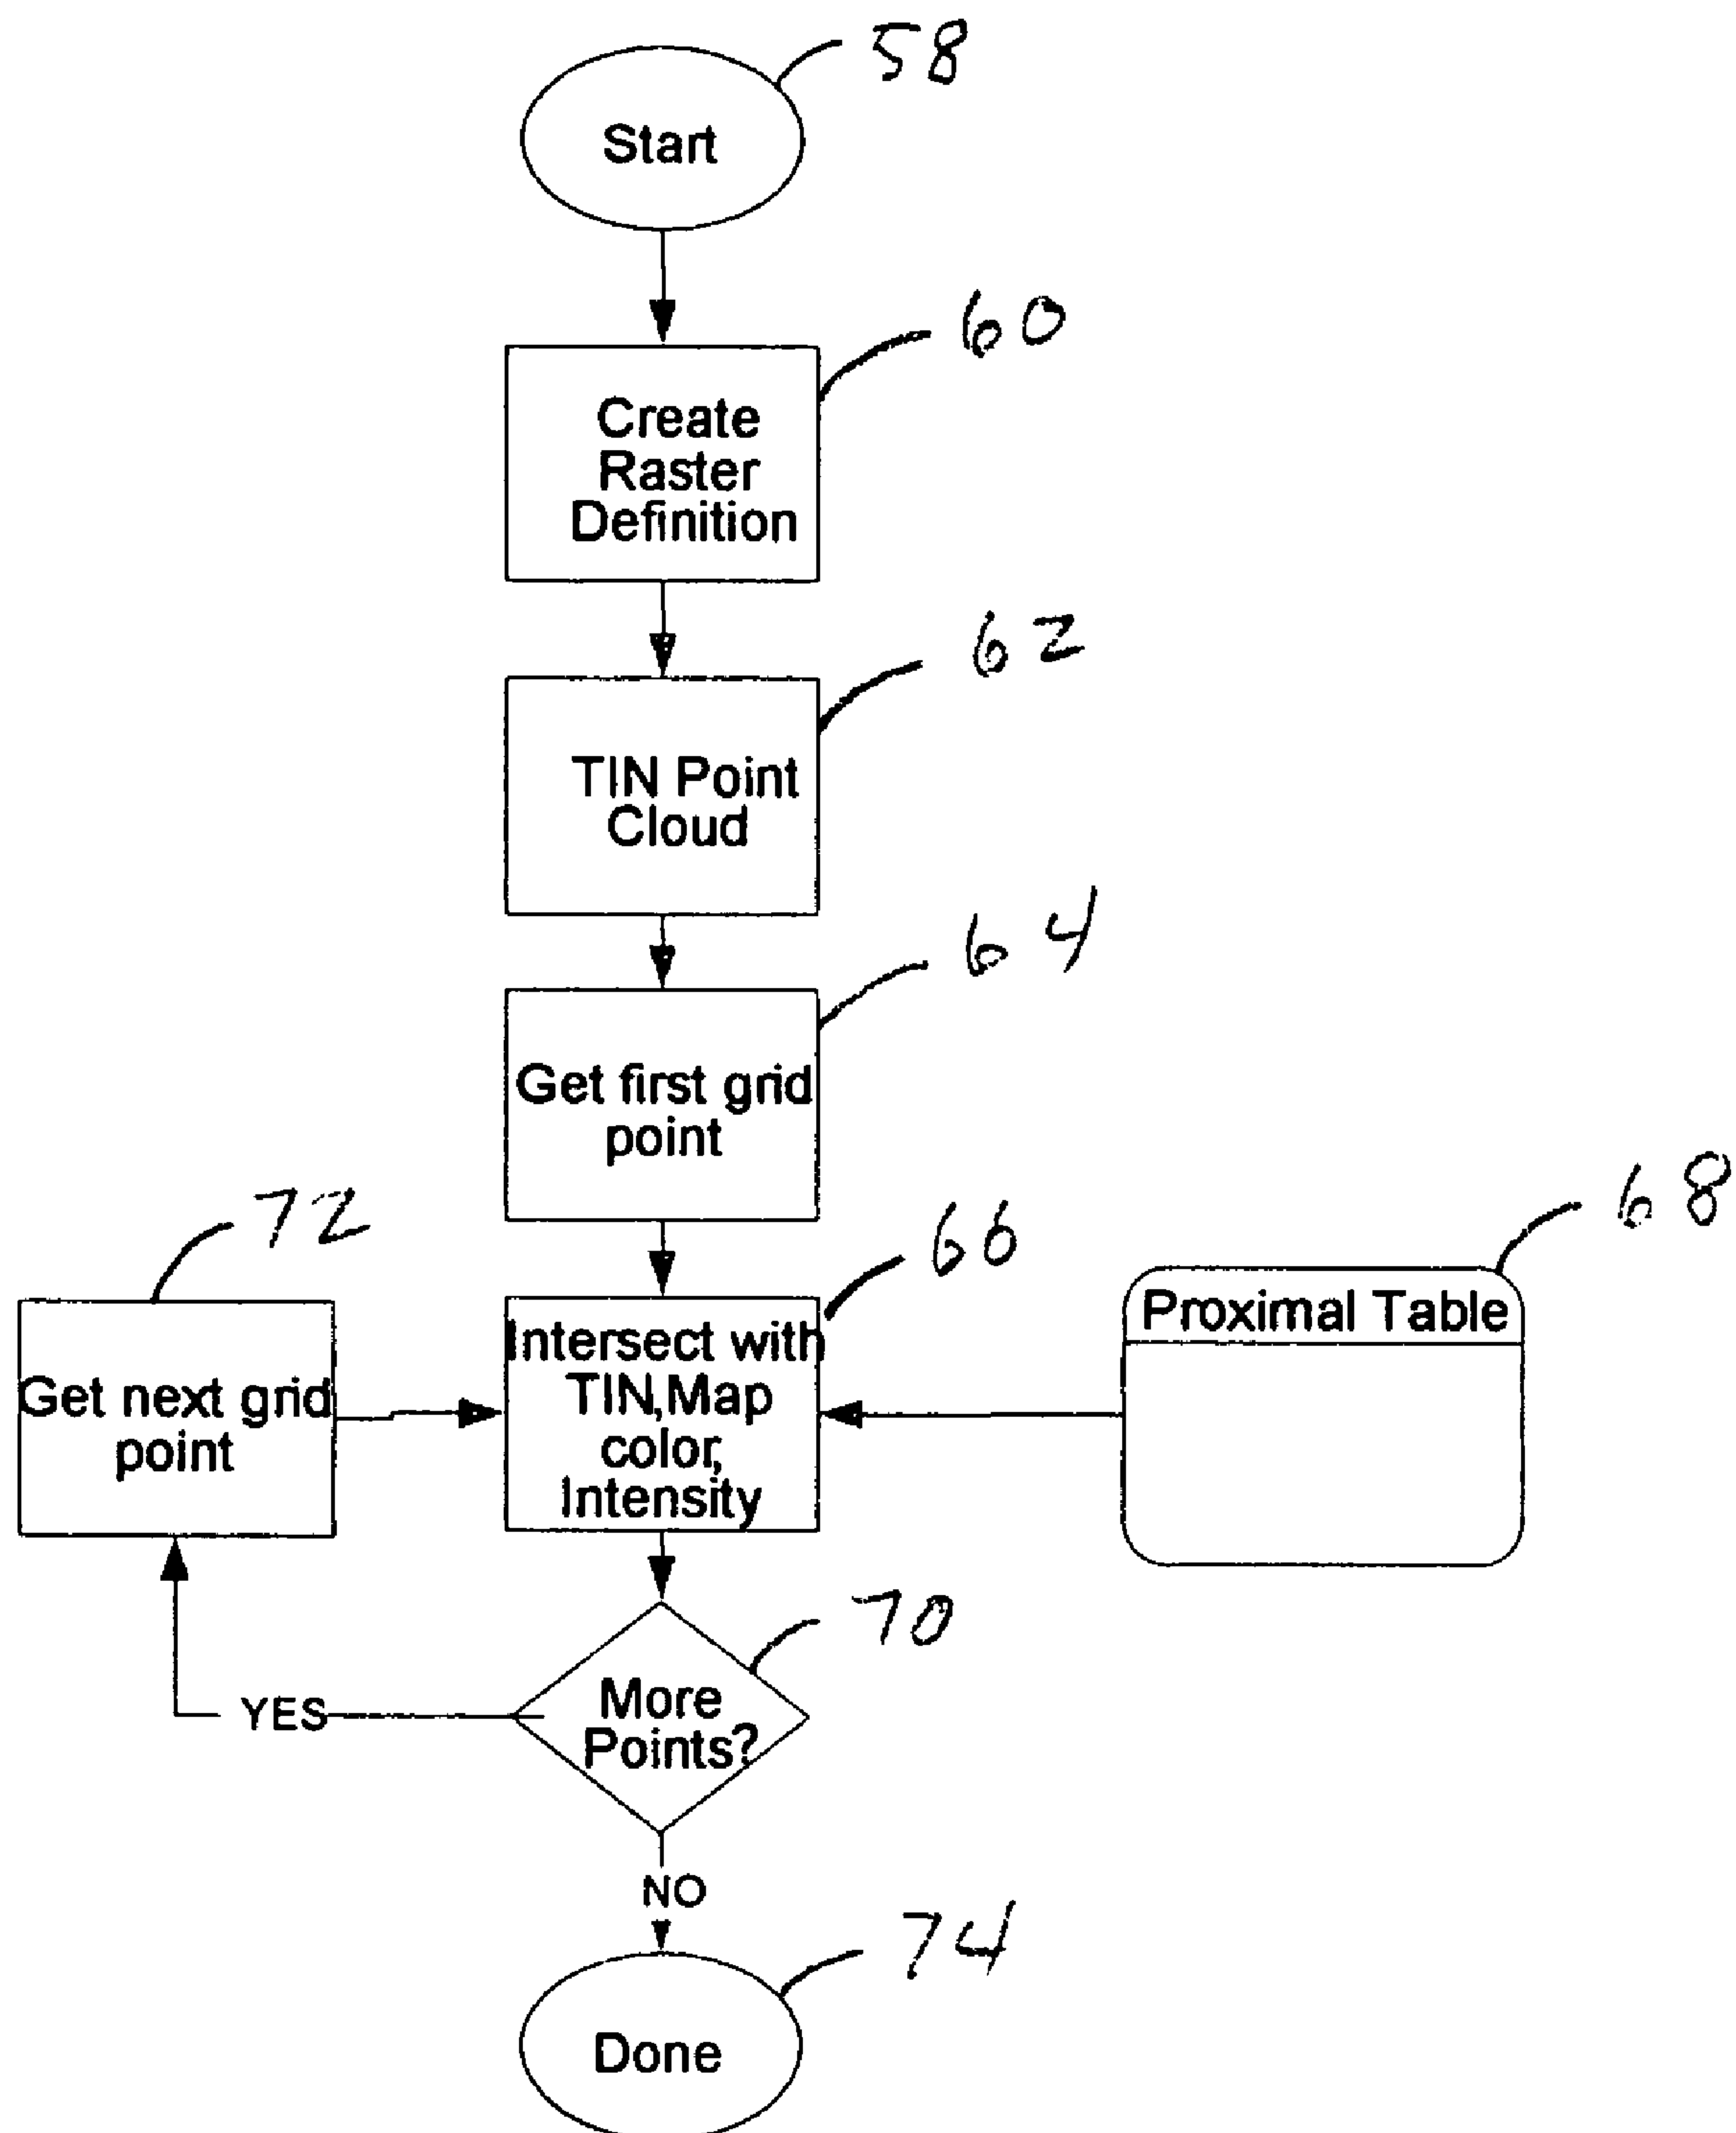 58
Start
60
Create
Raster
Definition
62
TIN Point
Cloud
64
Get first grid
point
72
66
68
Get next grid
point
Intersect with
TIN,Map
color,
Intensity
Proximal Table
70
More
Points?
YES
NO
74
Done